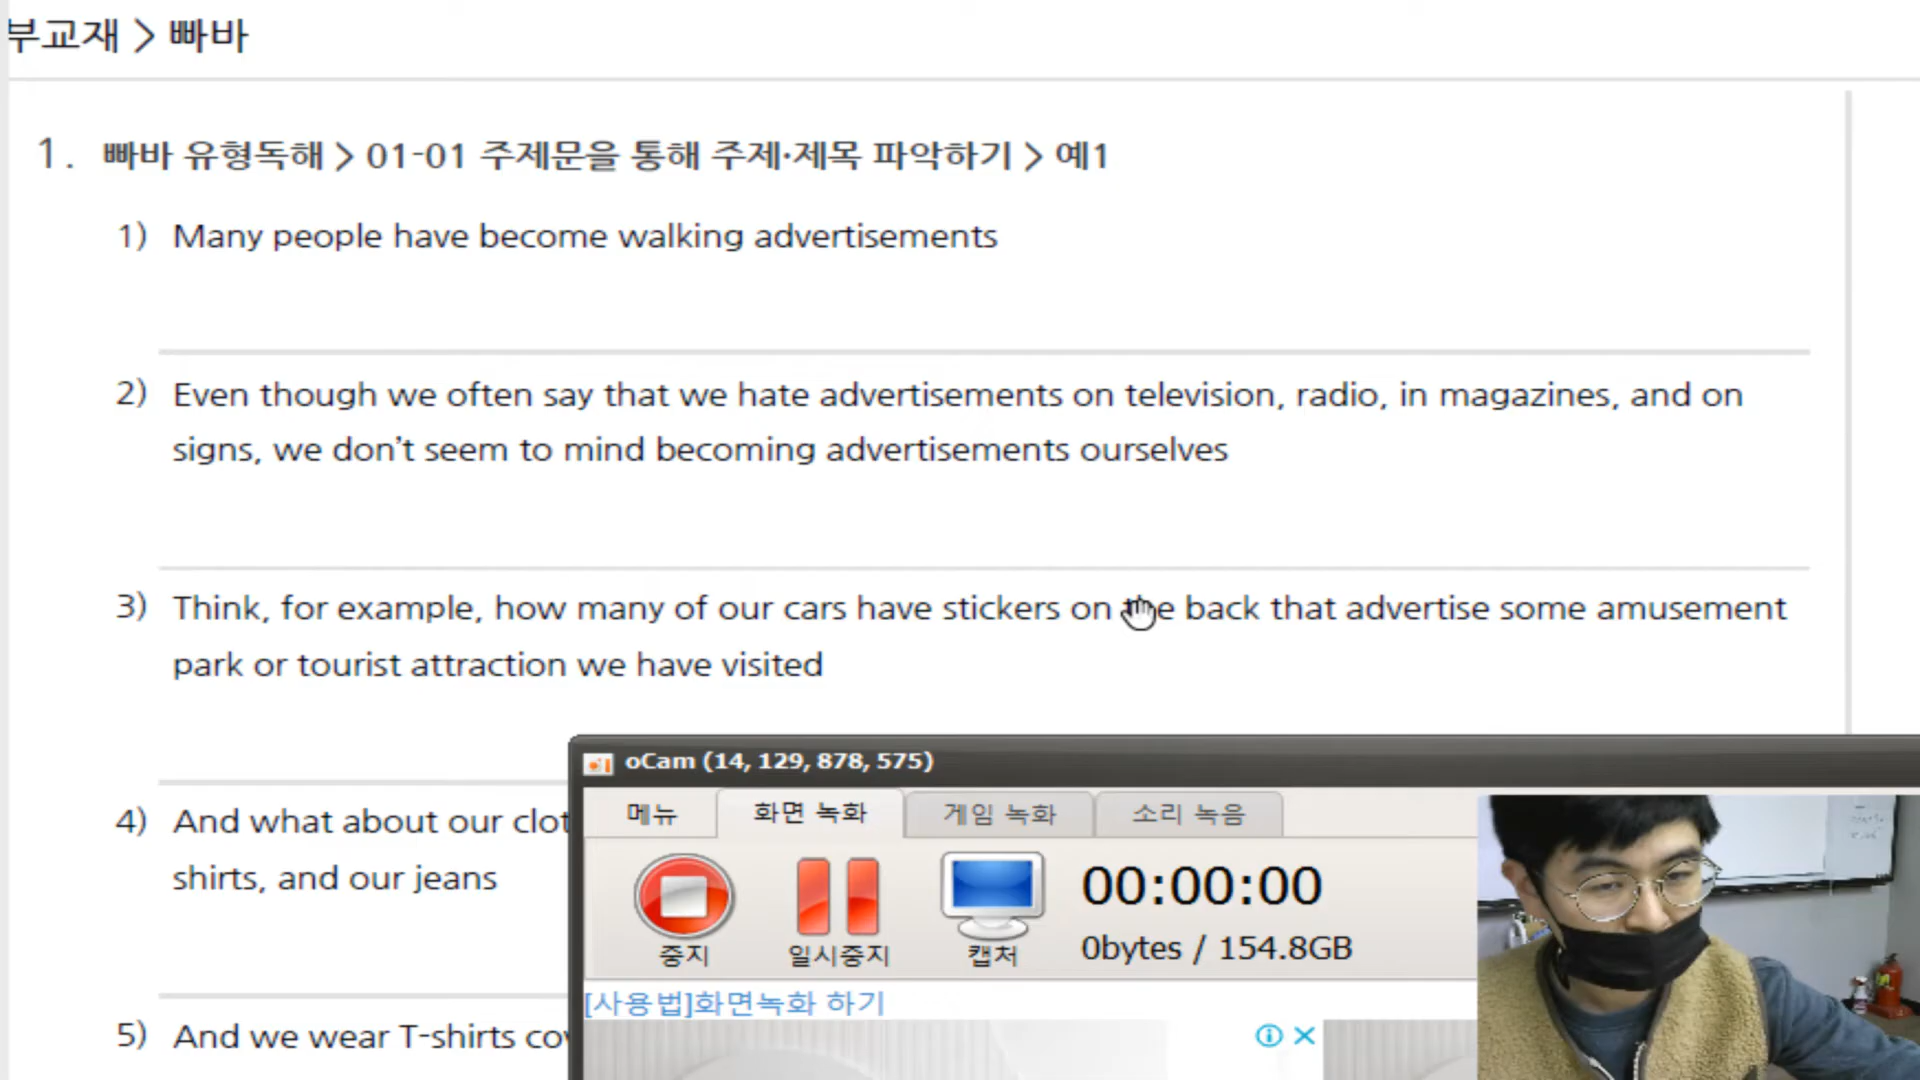 부교재 > 빠바
1. 빠바 유형독해 > 01-01 주제문을 통해 주제·제목 파악하기 > 예1
1) Many people have become walking advertisements
2) Even though we often say that we hate advertisements on television, radio, in magazines, and on
signs, we don't seem to mind becoming advertisements ourselves
3) Think, for example, how many of our cars have stickers on the back that advertise some amusement
park or tourist attraction we have visited
4) And what about our
shirts, and our jeans
5) And we wear T-shirts
oCam (14, 129, 878, 575)
메뉴 화면 녹화 게임 녹화 소리 녹음
00:00:00
중지 일시중지 캡처 0bytes / 154.8GB
[사용법]화면녹화 하기